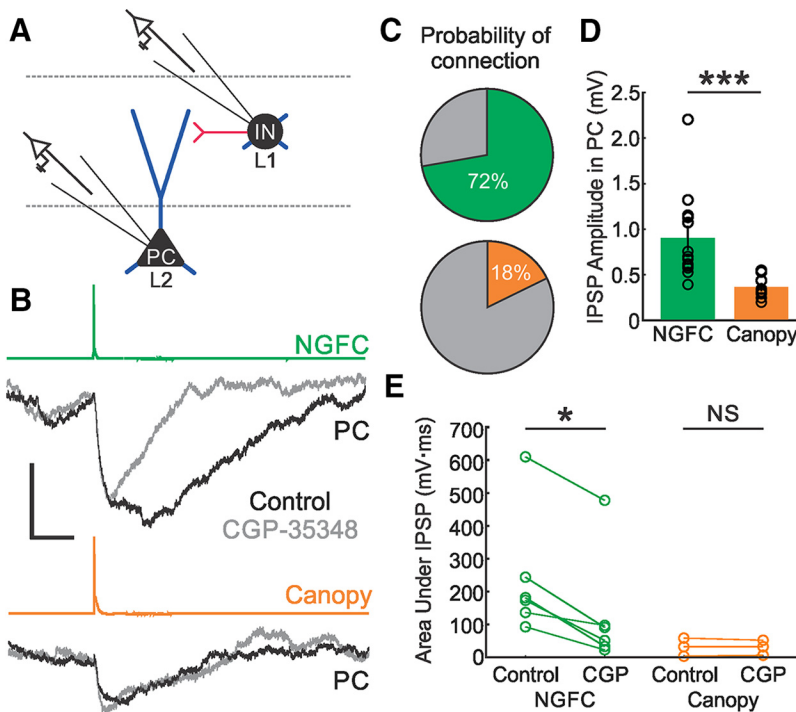 A
IN
L1
PC
L2
B
NGFC
PC
Control
CGP-35348
Canopy
PC
C
Probability of
connection
72%
18%
D
IPSP Amplitude in PC (mV)
***
2.5
2.0
1.5
1.0
0.5
0
NGFC Canopy
E
Area Under IPSP (mV·ms)
* NS
700
600
500
400
300
200
100
0
Control CGP Control CGP
NGFC Canopy